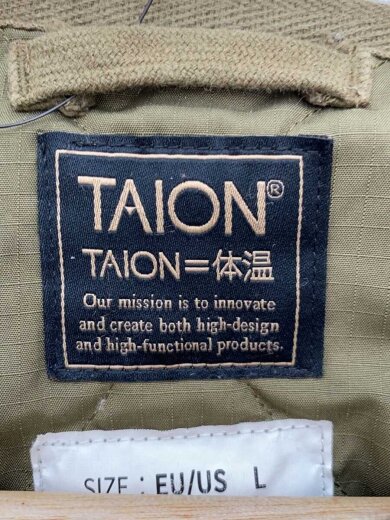 TAION®
TAION=体温
Our mission is to innovate
and create both high-design
and high-functional products.
SIZE : EU/US L